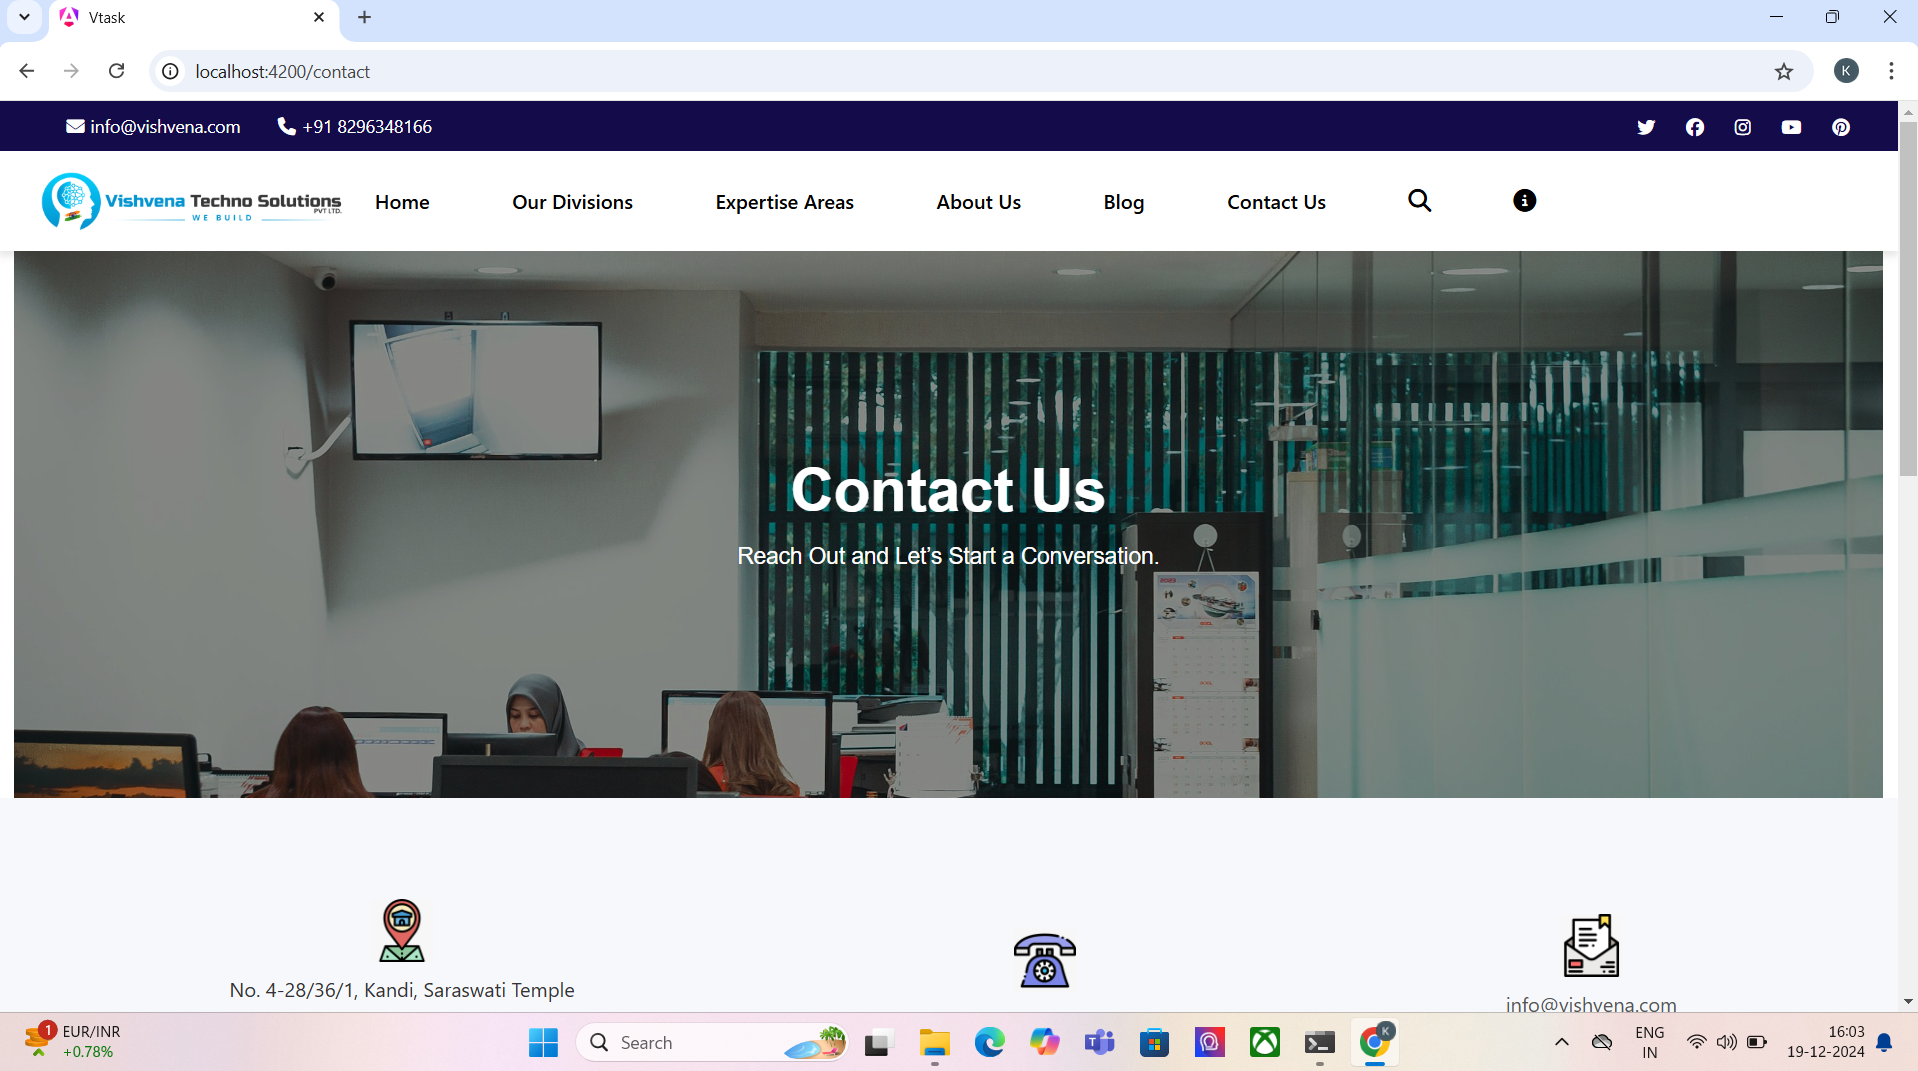 Vtask
localhost:4200/contact
K
info@vishvena.com +91 8296348166
Vishvena Techno Solutions
PVT LTD.
WE BUILD
Home Our Divisions Expertise Areas About Us Blog Contact Us
Contact Us
Reach Out and Let’s Start a Conversation.
No. 4-28/36/1, Kandi, Saraswati Temple
info@vishvena.com
1
EUR/INR
+0.78%
Search
K
ENG
IN
16:03
19-12-2024